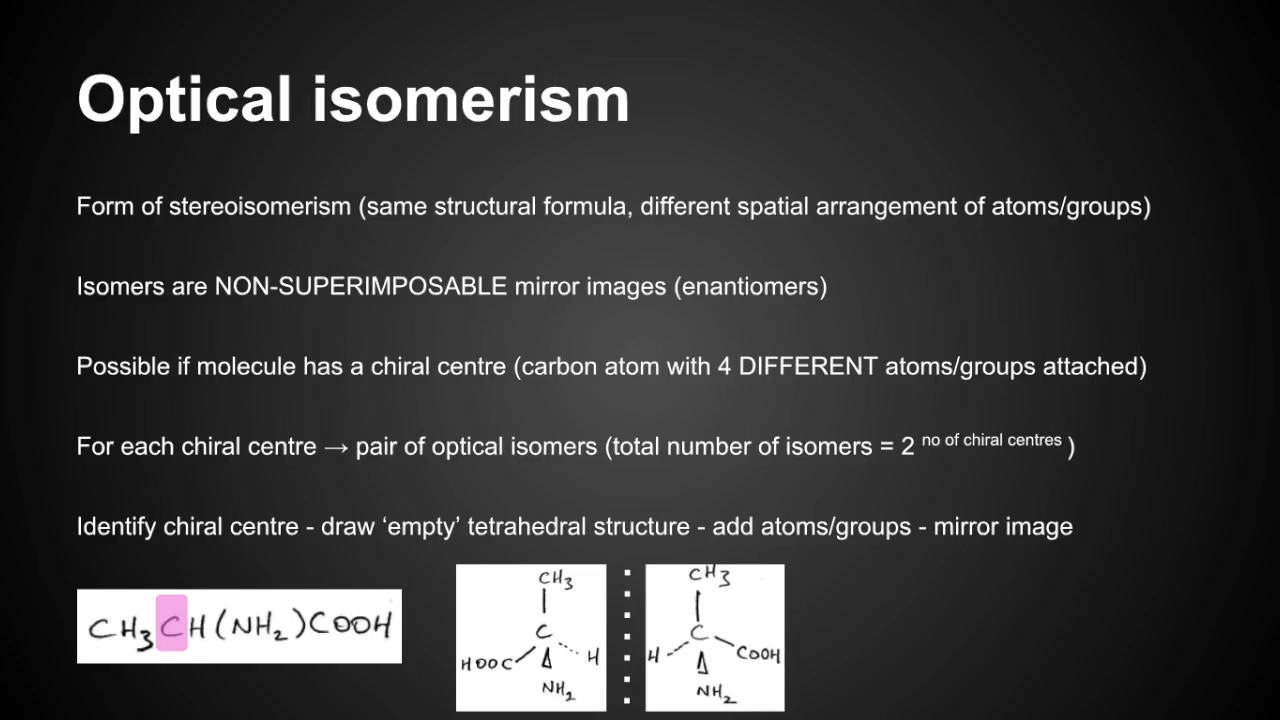 Optical isomerism
Form of stereoisomerism (same structural formula, different spatial arrangement of atoms/groups)
Isomers are NON-SUPERIMPOSABLE mirror images (enantiomers)
Possible if molecule has a chiral centre (carbon atom with 4 DIFFERENT atoms/groups attached)
For each chiral centre → pair of optical isomers (total number of isomers = 2 no of chiral centres )
Identify chiral centre - draw ‘empty’ tetrahedral structure - add atoms/groups - mirror image
CH3CH(NH2)COOH
CH3
C
HOOC H
NH2
CH3
C
H COOH
NH2